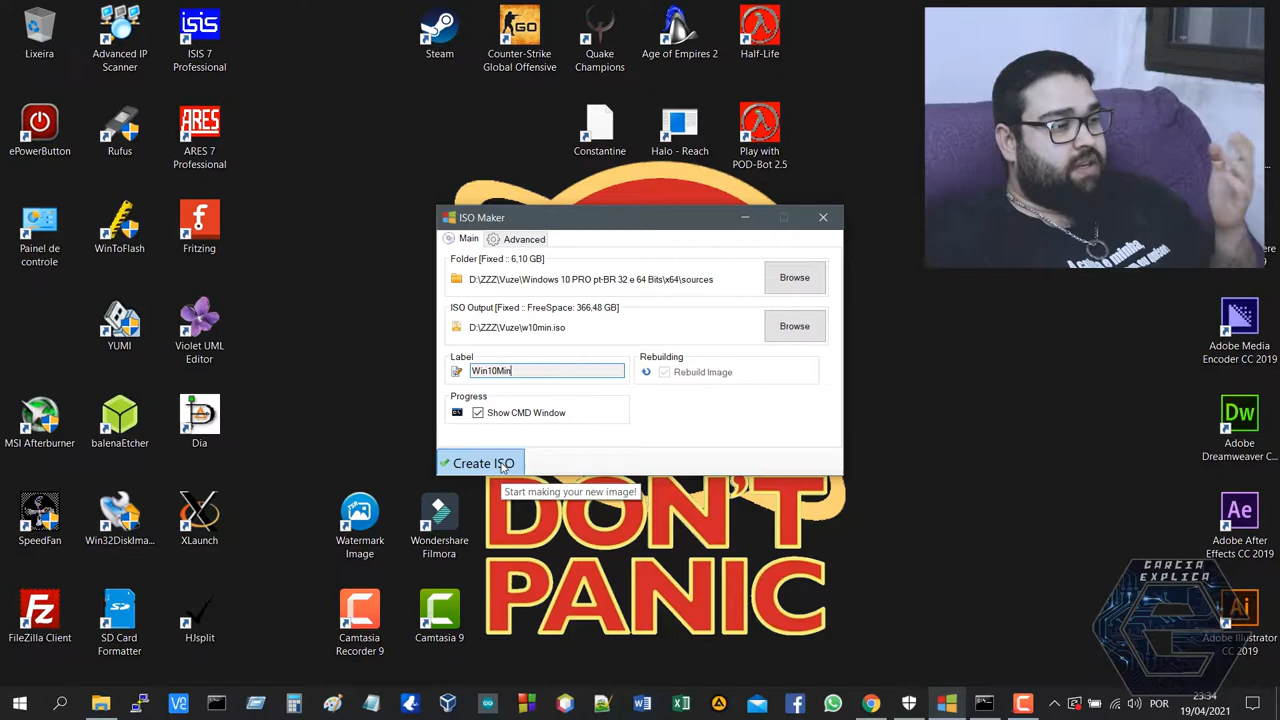 Lixeira
Advanced IP
Scanner
ISIS 7
Professional
Steam
Counter-Strike
Global Offensive
Quake
Champions
Age of Empires 2
Half-Life
ePowerButton
Rufus
ARES
ARES 7
Professional
Constantine
Halo - Reach
Play with
POD-Bot 2.5
Painel de
controle
WinToFlash
Fritzing
ISO Maker
Main
Advanced
Folder [Fixed :: 6,10 GB]
D:\ZZZ\Vuze\Windows 10 PRO pt-BR 32 e 64 Bits\x64\sources
Browse
ISO Output [Fixed :: FreeSpace: 366,48 GB]
D:\ZZZ\Vuze\w10min.iso
Browse
Label
Win10Min
Rebuilding
Rebuild Image
Progress
Show CMD Window
Create ISO
Start making your new image!
YUMI
Violet UML
Editor
Adobe Media
Encoder CC 2019
MSI Afterburner
balenaEtcher
Dia
Dw
Adobe
Dreamweaver C...
SpeedFan
Win32DiskIma...
XLaunch
Watermark
Image
Wondershare
Filmora
DON'T
PANIC
Ae
Adobe After
Effects CC 2019
FileZilla Client
SD Card
Formatter
HJsplit
Camtasia
Recorder 9
Camtasia 9
GARCIA
EXPLICA
Ai
Adobe Illustrator
CC 2019
POR
23:34
19/04/2021